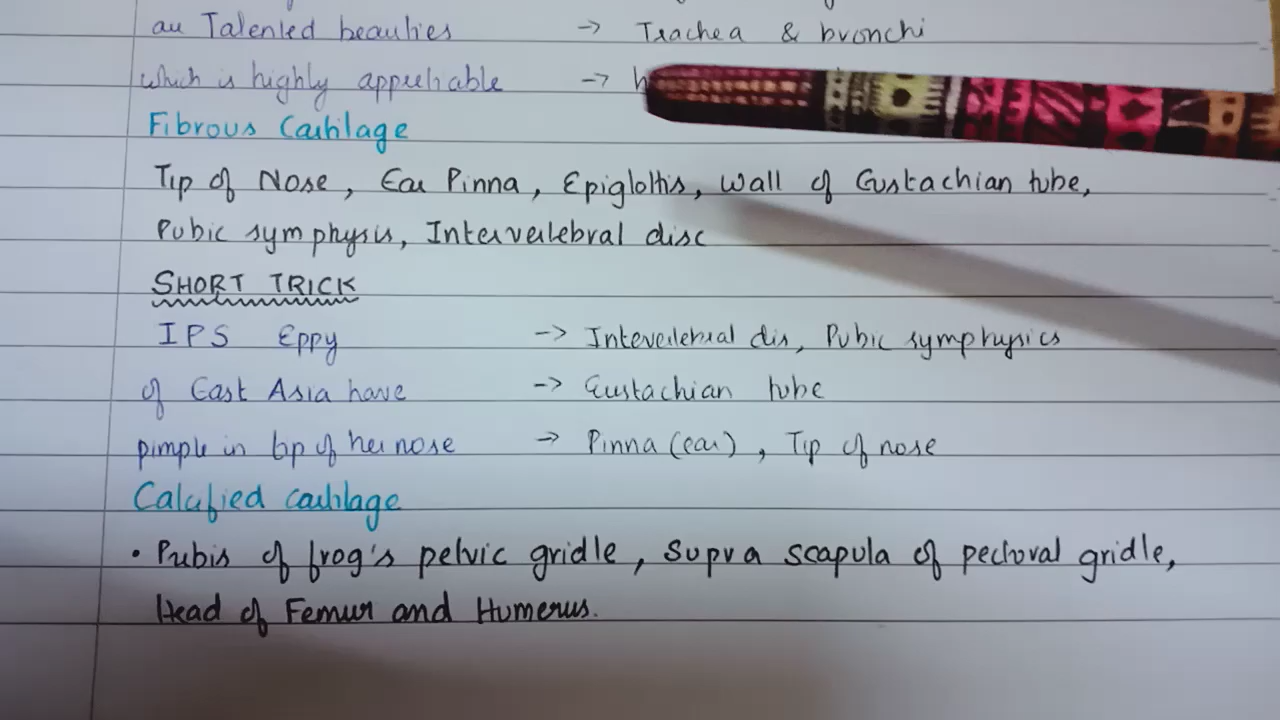 au Talented beauties -> Trachea & bronchi
which is highly appreliable ->
Fibrous Cartilage
Tip of Nose, Ear Pinna, Epiglottis, Wall of Eustachian tube,
Pubic symphysis, Intervertebral disc
SHORT TRICK
IPS Eppy -> Intervertebral dis, Pubic symphysics
of East Asia have -> Eustachian tube
pimple in tip of her nose -> Pinna (ear), Tip of nose
Calcified cartilage
• Pubis of frog's pelvic gridle, Supra scapula of pectoral gridle,
Head of Femur and Humerus.